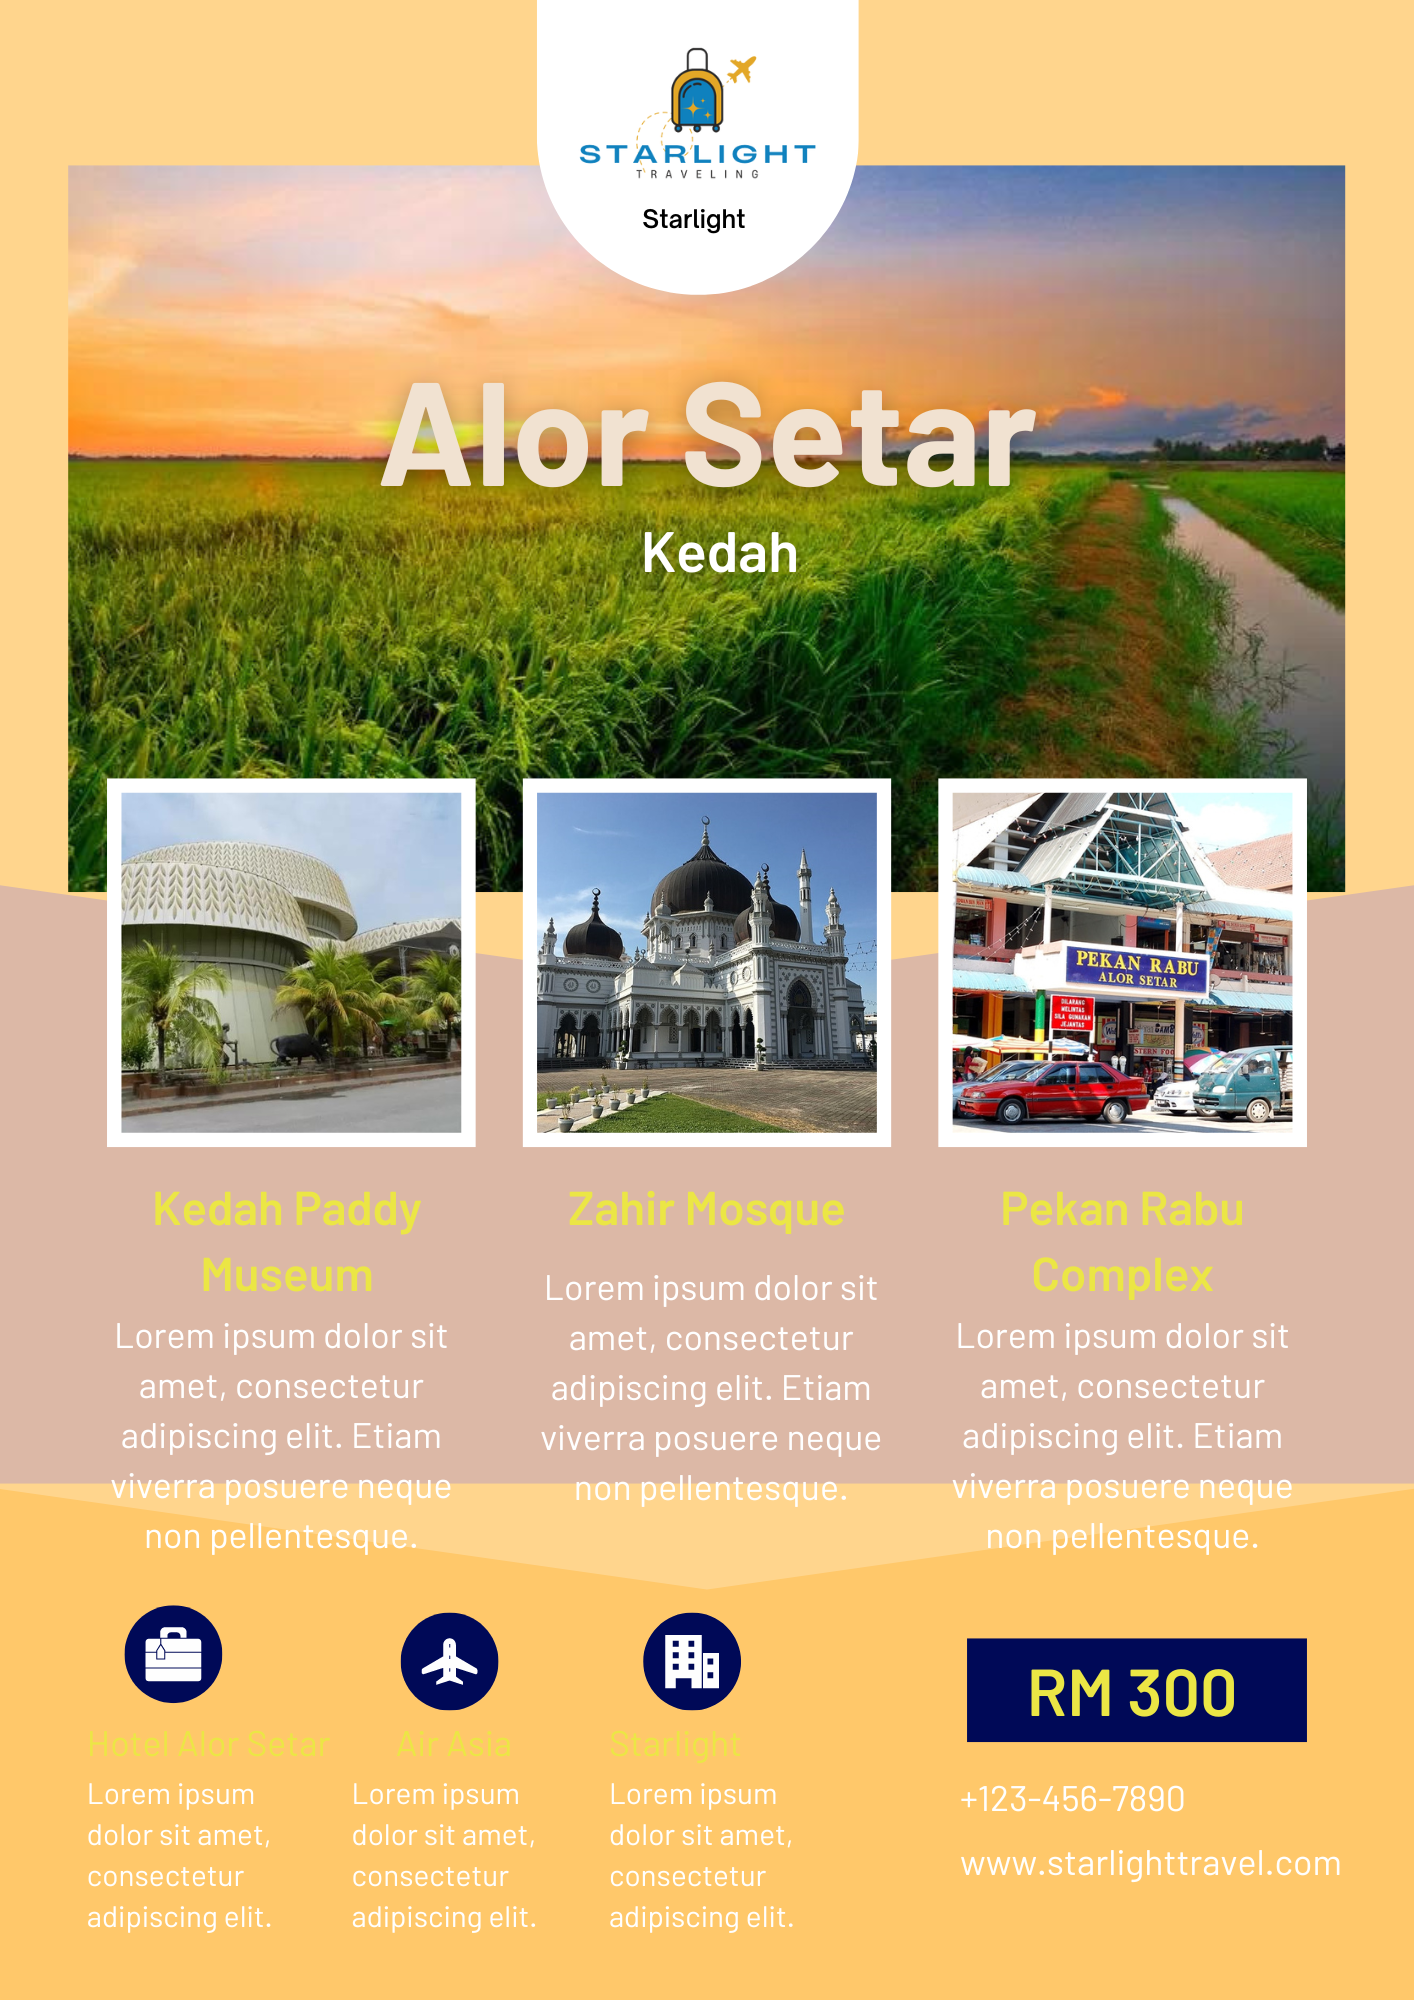 STARLIGHT
TRAVELING
Starlight
Alor Setar
Kedah
PEKAN RABU
ALOR SETAR
DILARANG
MELINTAS
SILA GUNAKAN
JEJANTAS
Kedah Paddy
Museum
Lorem ipsum dolor sit
amet, consectetur
adipiscing elit. Etiam
viverra posuere neque
non pellentesque.
Zahir Mosque
Lorem ipsum dolor sit
amet, consectetur
adipiscing elit. Etiam
viverra posuere neque
non pellentesque.
Pekan Rabu
Complex
Lorem ipsum dolor sit
amet, consectetur
adipiscing elit. Etiam
viverra posuere neque
non pellentesque.
Hotel Alor Setar
Lorem ipsum
dolor sit amet,
consectetur
adipiscing elit.
Air Asia
Lorem ipsum
dolor sit amet,
consectetur
adipiscing elit.
Starlight
Lorem ipsum
dolor sit amet,
consectetur
adipiscing elit.
RM 300
+123-456-7890
www.starlighttravel.com